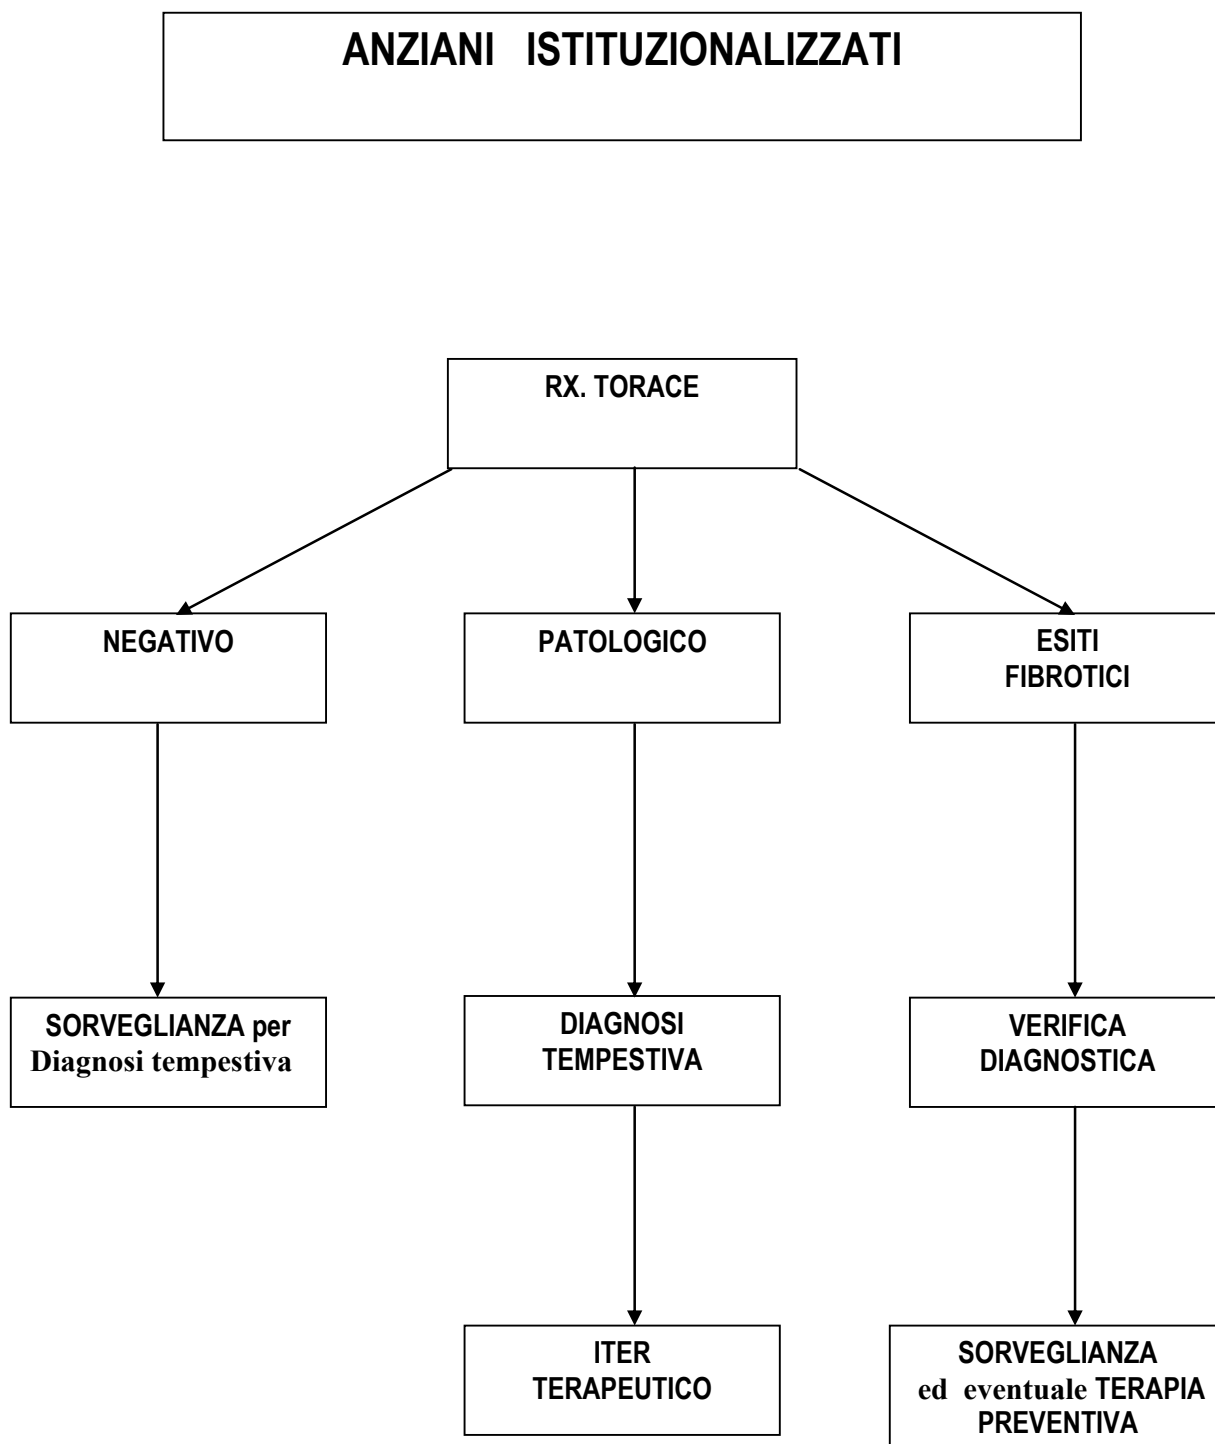 ANZIANI ISTITUZIONALIZZATI
RX. TORACE
NEGATIVO
PATOLOGICO
ESITI
FIBROTICI
SORVEGLIANZA per
Diagnosi tempestiva
DIAGNOSI
TEMPESTIVA
VERIFICA
DIAGNOSTICA
ITER
TERAPEUTICO
SORVEGLIANZA
ed eventuale TERAPIA
PREVENTIVA